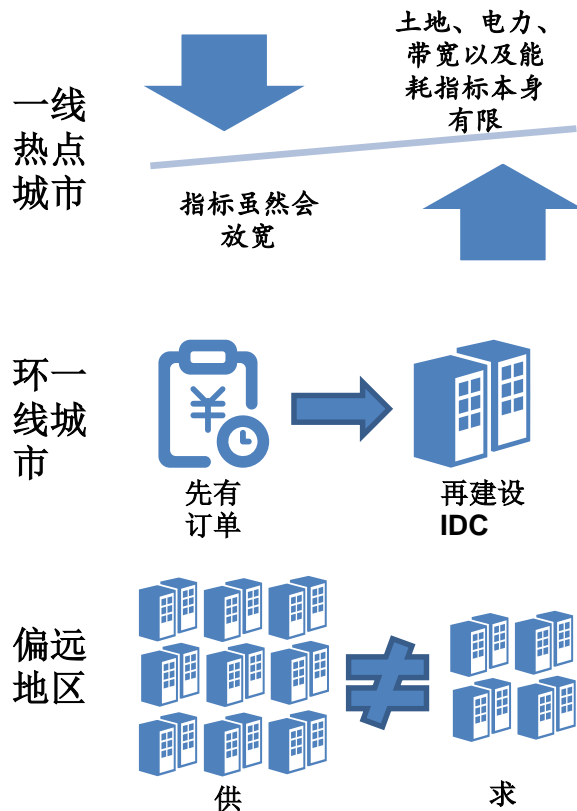 土地、电力、
带宽以及能
耗指标本身
有限
一线
热点
城市
指标虽然会
放宽
环一
线城
市
先有
订单
再建设
IDC
偏远
地区
供
求